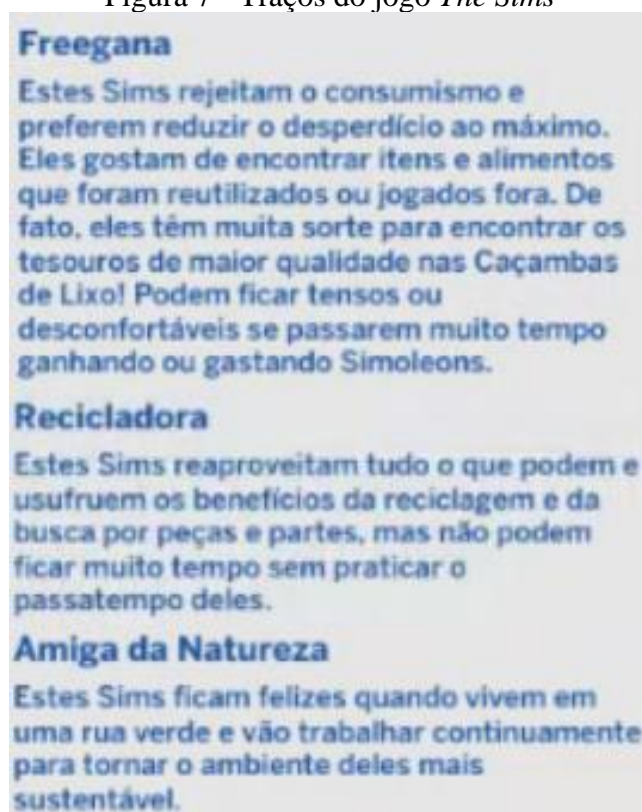 Figura 7 – Traços do jogo The Sims
Freegana
Estes Sims rejeitam o consumismo e
preferem reduzir o desperdício ao máximo.
Eles gostam de encontrar itens e alimentos
que foram reutilizados ou jogados fora. De
fato, eles têm muita sorte para encontrar os
tesouros de maior qualidade nas Caçambas
de Lixo! Podem ficar tensos ou
desconfortáveis se passarem muito tempo
ganhando ou gastando Simoleons.
Recicladora
Estes Sims reaproveitam tudo o que podem e
usufruem os benefícios da reciclagem e da
busca por peças e partes, mas não podem
ficar muito tempo sem praticar o
passatempo deles.
Amiga da Natureza
Estes Sims ficam felizes quando vivem em
uma rua verde e vão trabalhar continuamente
para tornar o ambiente deles mais
sustentável.